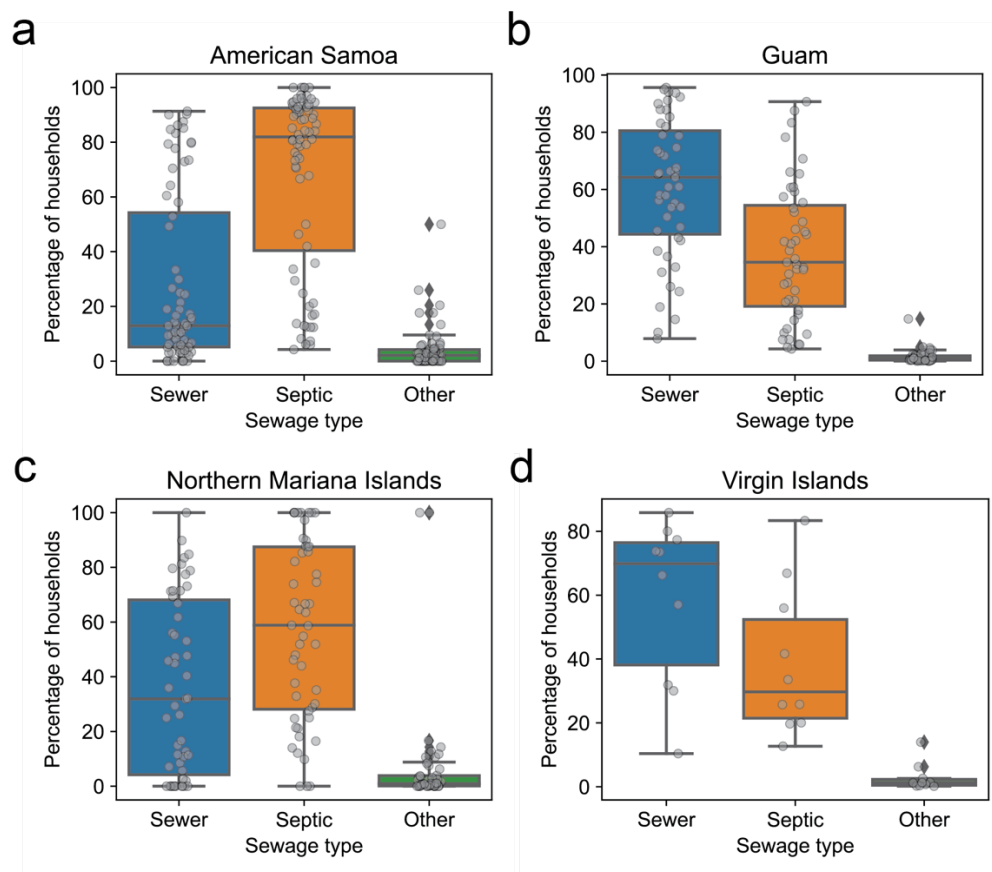 a
American Samoa
100
80
60
40
20
0
Percentage of households
Sewer Septic Other
Sewage type
b
Guam
100
80
60
40
20
0
Percentage of households
Sewer Septic Other
Sewage type
c
Northern Mariana Islands
100
80
60
40
20
0
Percentage of households
Sewer Septic Other
Sewage type
d
Virgin Islands
80
60
40
20
0
Percentage of households
Sewer Septic Other
Sewage type